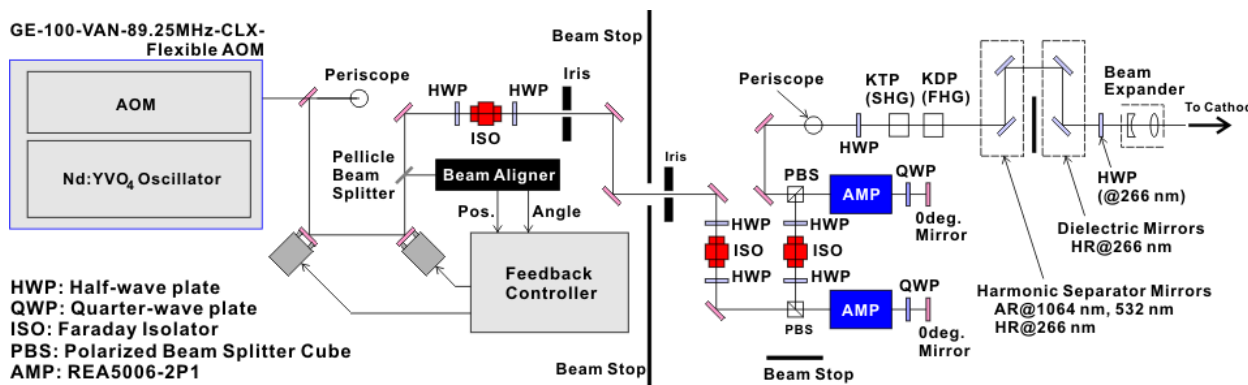 GE-100-VAN-89.25MHz-CLX-
Flexible AOM
AOM
Nd:YVO4 Oscillator
Periscope
HWP
HWP
ISO
Iris
Beam Stop
Pellicle
Beam
Splitter
Beam Aligner
Pos.
Angle
Feedback
Controller
HWP: Half-wave plate
QWP: Quarter-wave plate
ISO: Faraday Isolator
PBS: Polarized Beam Splitter Cube
AMP: REA5006-2P1
Beam Stop
Iris
Periscope
HWP
KTP
(SHG)
KDP
(FHG)
Beam
Expander
To Cathod
HWP
(@266 nm)
Dielectric Mirrors
HR@266 nm
Harmonic Separator Mirrors
AR@1064 nm, 532 nm
HR@266 nm
PBS
AMP
QWP
0deg.
Mirror
HWP
HWP
ISO
ISO
HWP
HWP
PBS
AMP
QWP
0deg.
Mirror
Beam Stop